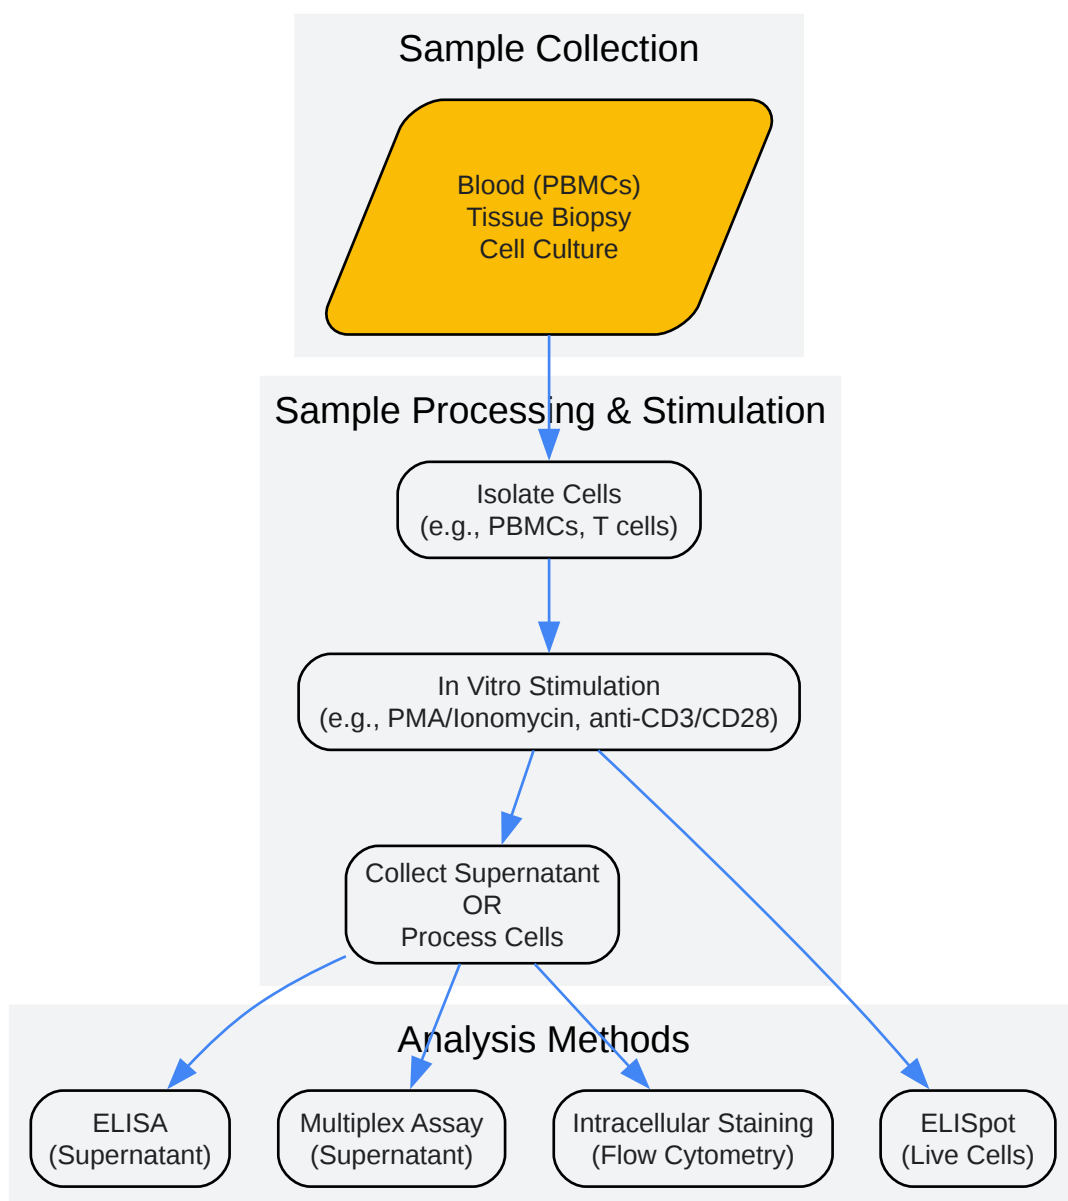 Sample Collection
Blood (PBMCs)
Tissue Biopsy
Cell Culture
Sample Processing & Stimulation
Isolate Cells
(e.g., PBMCs, T cells)
In Vitro Stimulation
(e.g., PMA/Ionomycin, anti-CD3/CD28)
Collect Supernatant
OR
Process Cells
Analysis Methods
ELISA
(Supernatant)
Multiplex Assay
(Supernatant)
Intracellular Staining
(Flow Cytometry)
ELISpot
(Live Cells)